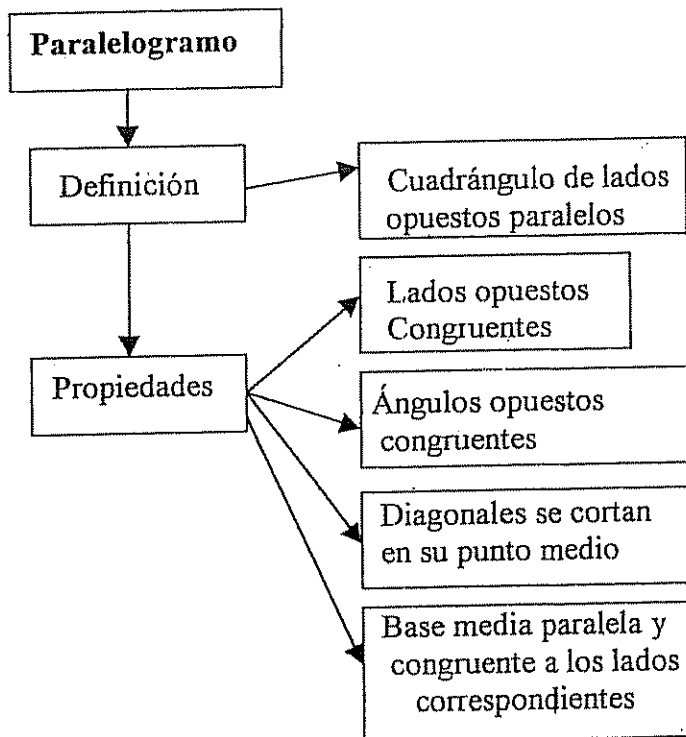 Paralelogramo
Definición
Cuadrángulo de lados
opuestos paralelos
Propiedades
Lados opuestos
Congruentes
Ángulos opuestos
congruentes
Diagonales se cortan
en su punto medio
Base media paralela y
congruente a los lados
correspondientes